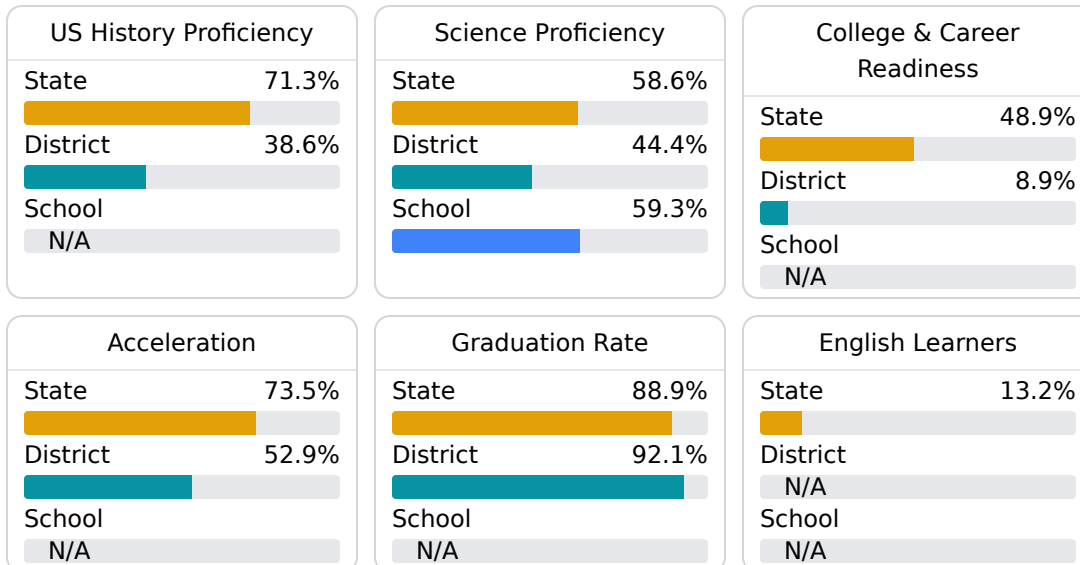 US History Proficiency
State 71.3%
District 38.6%
School
N/A
Science Proficiency
State 58.6%
District 44.4%
School 59.3%
College & Career
Readiness
State 48.9%
District 8.9%
School
N/A
Acceleration
State 73.5%
District 52.9%
School
N/A
Graduation Rate
State 88.9%
District 92.1%
School
N/A
English Learners
State 13.2%
District
N/A
School
N/A